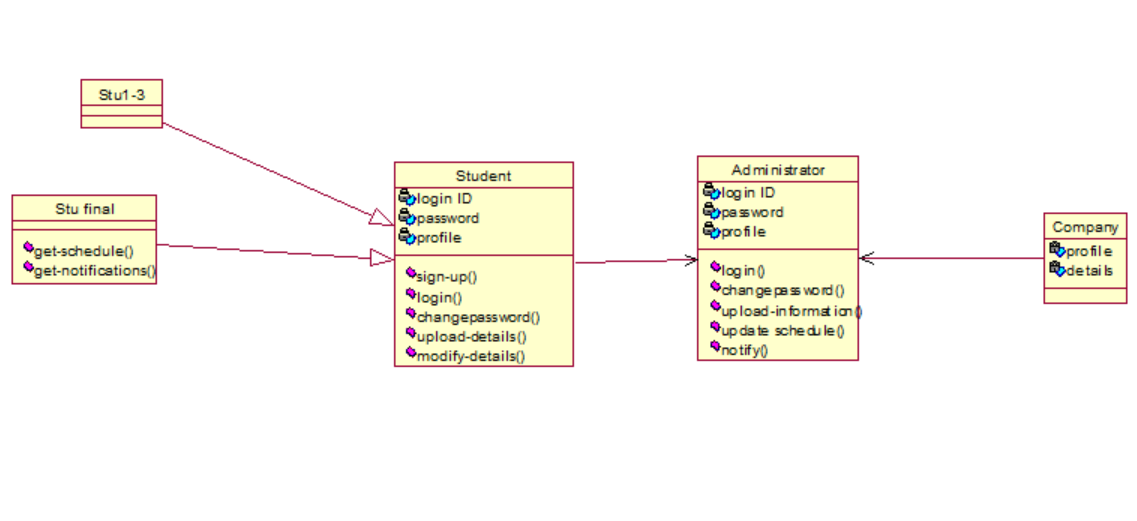 Stu1-3
Stu final
get-schedule()
get-notifications()
Student
login ID
password
profile
sign-up()
login()
changepassword()
upload-details()
modify-details()
Administrator
login ID
password
profile
login()
changepassword()
upload-information()
update schedule()
notify()
Company
profile
details